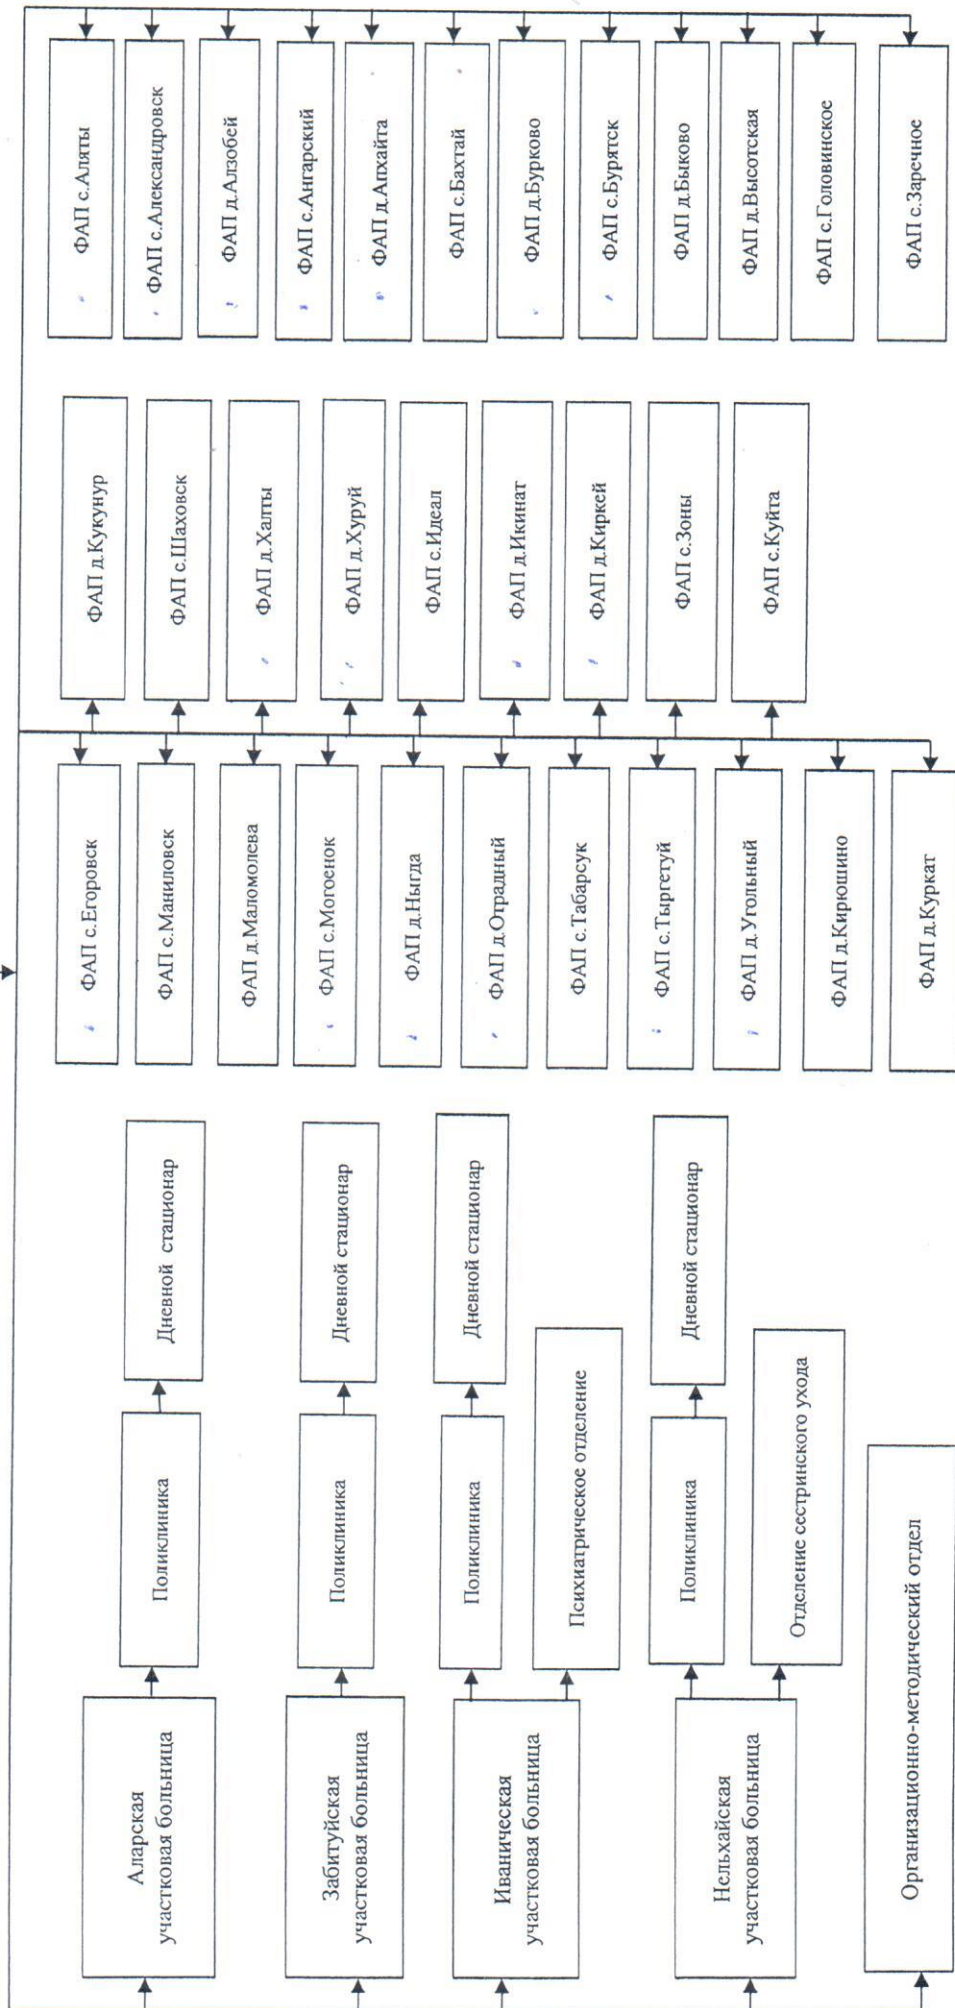 Аларская
участковая больница
Поликлиника
Дневной стационар
Забитуйская
участковая больница
Поликлиника
Дневной стационар
Иваническая
участковая больница
Поликлиника
Дневной стационар
Психиатрическое отделение
Нельхайская
участковая больница
Поликлиника
Дневной стационар
Отделение сестринского ухода
Организационно-методический отдел
ФАП с.Егоровск
ФАП с.Маниловск
ФАП д.Маломолева
ФАП с.Могоенок
ФАП д.Ныгда
ФАП д.Отрадный
ФАП с.Табарсук
ФАП с.Тыргетуй
ФАП д.Угольный
ФАП д.Кирюшино
ФАП д.Куркат
ФАП д.Кукунур
ФАП с.Шаховск
ФАП д.Халты
ФАП д.Хуруй
ФАП с.Идеал
ФАП д.Икинат
ФАП д.Киркей
ФАП с.Зоны
ФАП с.Куйта
ФАП с.Аляты
ФАП с.Александровск
ФАП д.Алзобей
ФАП с.Ангарский
ФАП д.Апхайта
ФАП с.Бахтай
ФАП д.Бурково
ФАП с.Бурятск
ФАП д.Быково
ФАП д.Высотская
ФАП с.Головинское
ФАП с.Заречное